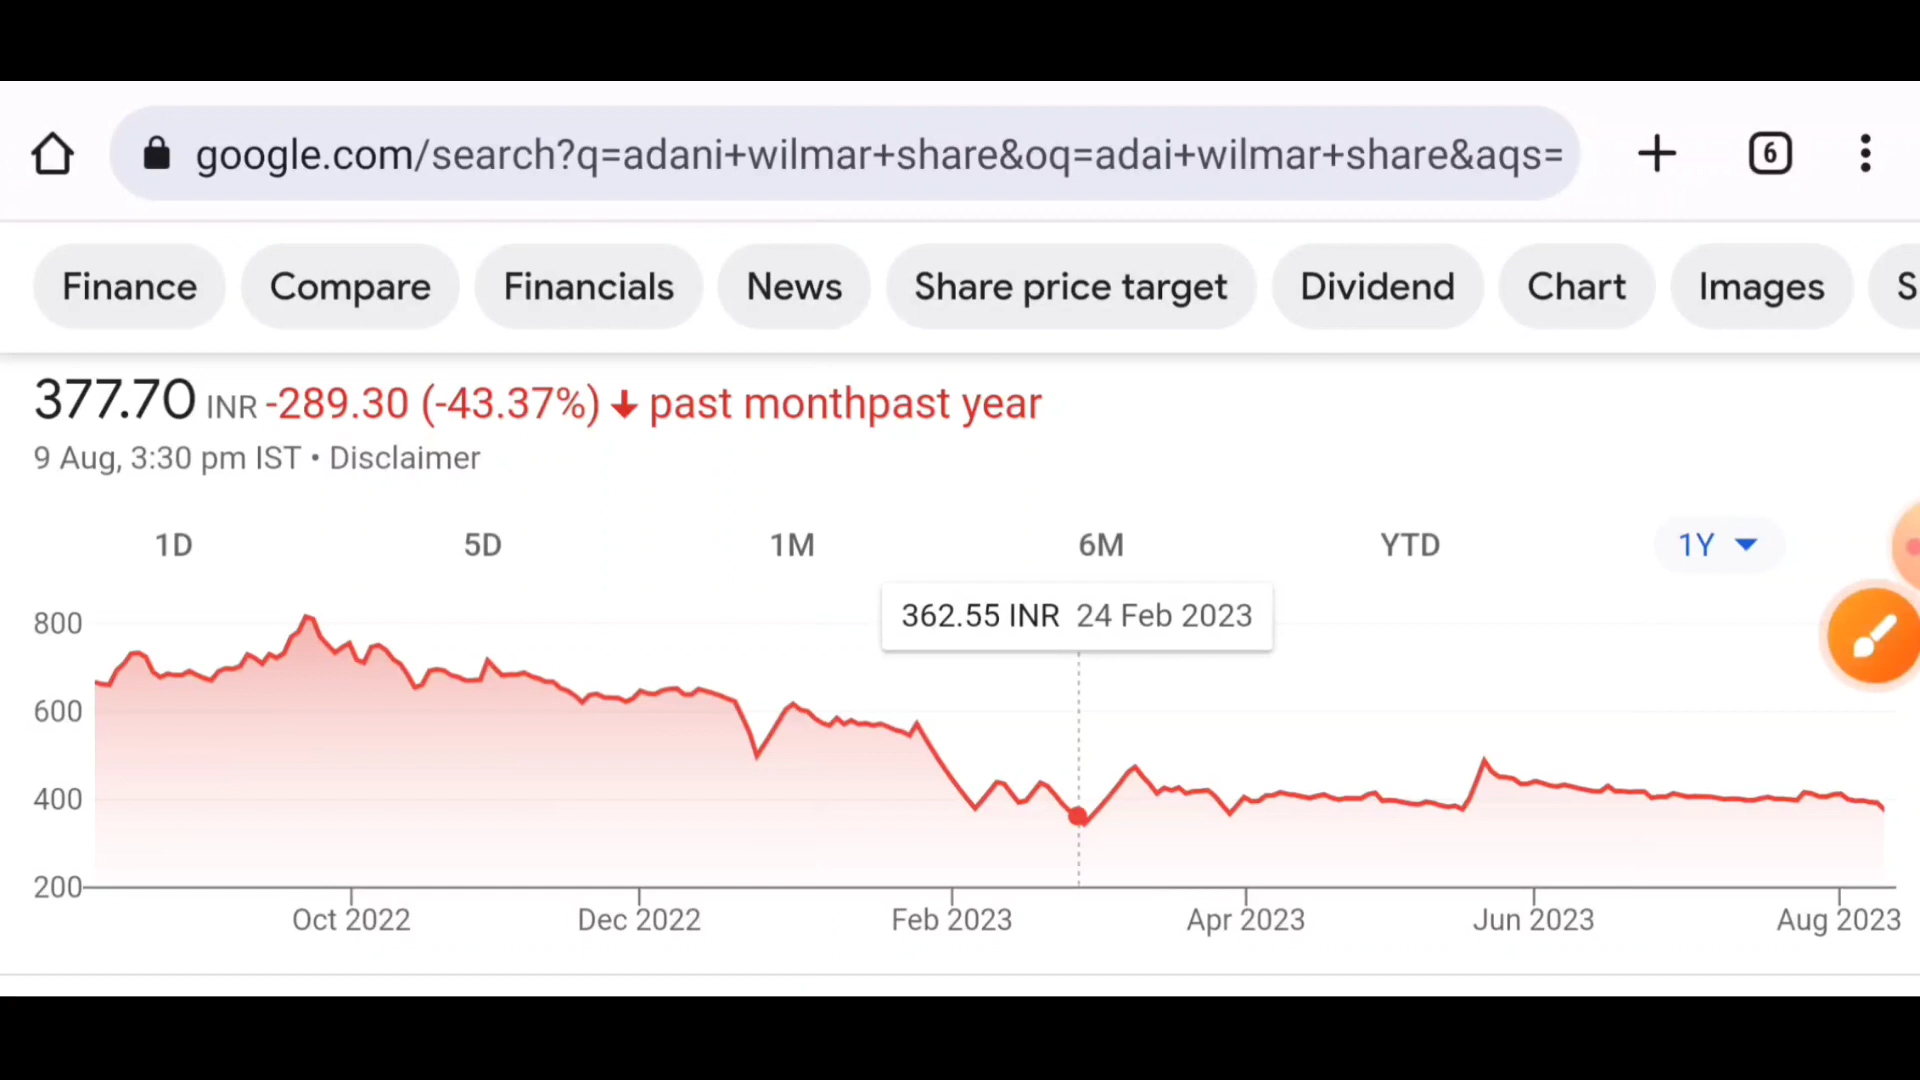 google.com/search?q=adani+wilmar+share&oq=adai+wilmar+share&aqs=
6
Finance Compare Financials News Share price target Dividend Chart Images S
377.70 INR -289.30 (-43.37%) ↓ past monthpast year
9 Aug, 3:30 pm IST • Disclaimer
1D 5D 1M 6M YTD 1Y
362.55 INR 24 Feb 2023
800
600
400
200
Oct 2022 Dec 2022 Feb 2023 Apr 2023 Jun 2023 Aug 2023